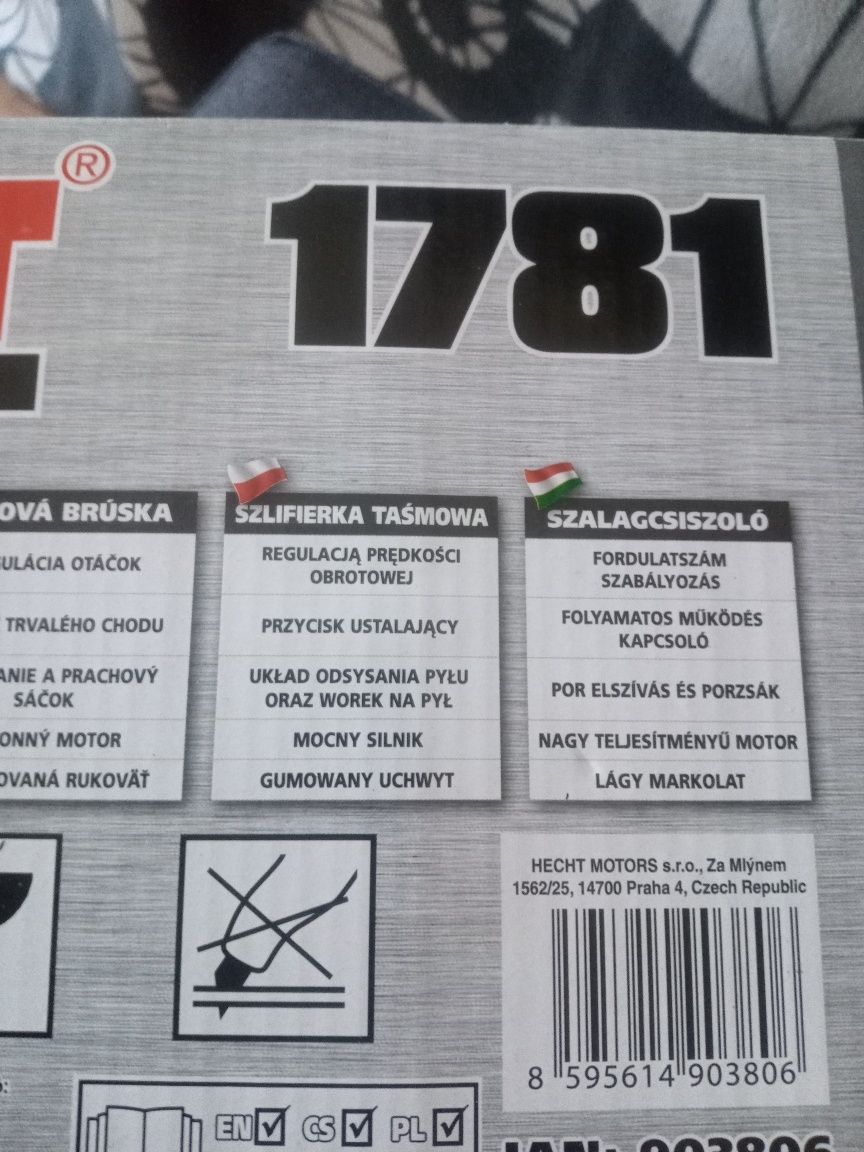 ®
1781
OVÁ BRÚSKA
ULÁCIA OTÁČOK
TRVALÉHO CHODU
ANIE A PRACHOVÝ
SÁČOK
ONNÝ MOTOR
OVANÁ RUKOVÄŤ
SZLIFIERKA TAŚMOWA
REGULACJĄ PRĘDKOŚCI
OBROTOWEJ
PRZYCISK USTALAJĄCY
UKŁAD ODSYSANIA PYŁU
ORAZ WOREK NA PYŁ
MOCNY SILNIK
GUMOWANY UCHWYT
SZALAGCSISZOLÓ
FORDULATSZÁM
SZABÁLYOZÁS
FOLYAMATOS MŰKÖDÉS
KAPCSOLÓ
POR ELSZÍVÁS ÉS PORZSÁK
NAGY TELJESÍTMÉNYŰ MOTOR
LÁGY MARKOLAT
HECHT MOTORS s.r.o., Za Mlýnem
1562/25, 14700 Praha 4, Czech Republic
8 595614 903806
EN CS PL
IAN: 903806